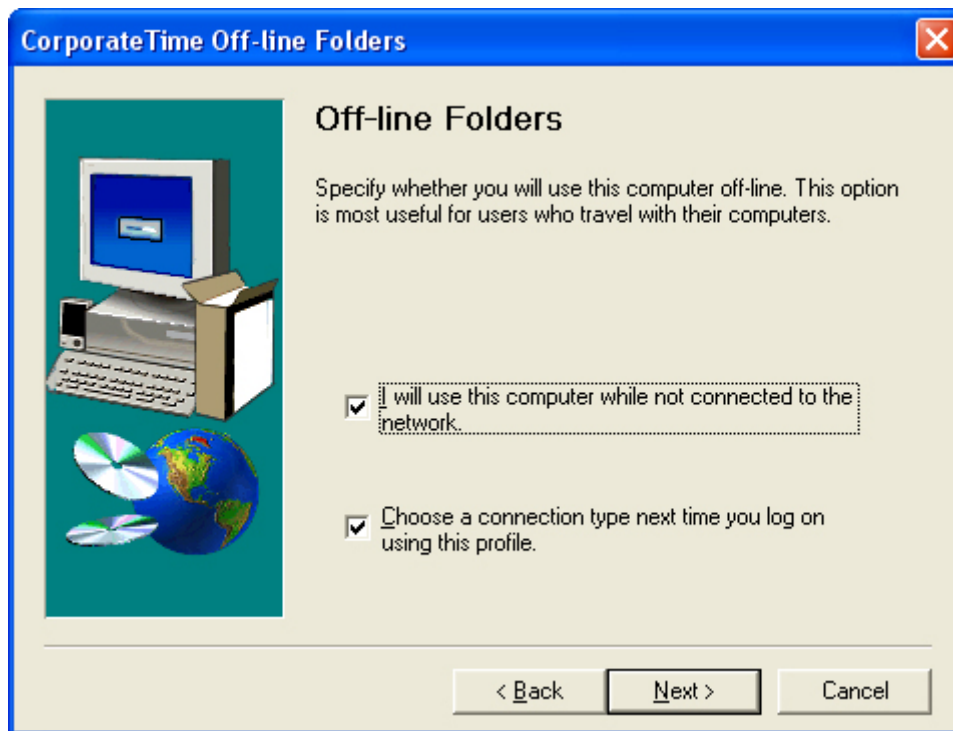 CorporateTime Off-line Folders
Off-line Folders
Specify whether you will use this computer off-line. This option
is most useful for users who travel with their computers.
I will use this computer while not connected to the
network.
Choose a connection type next time you log on
using this profile.
< Back
Next >
Cancel